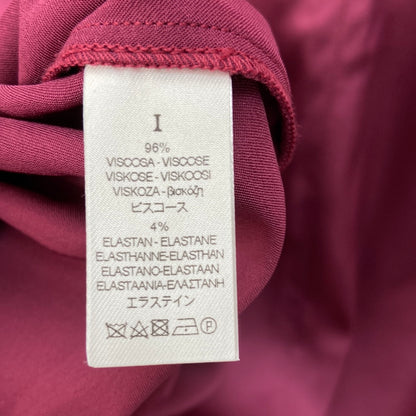 I
96%
VISCOSA - VISCOSE
VISKOSE - VISKOOSI
VISKOZA - βισκόζη
ビスコース
4%
ELASTAN - ELASTANE
ELASTHANNE-ELASTHAN
ELASTANO-ELASTAAN
ELASTAANIA-ΕΛΑΣΤΑΝΗ
エラステイン
P